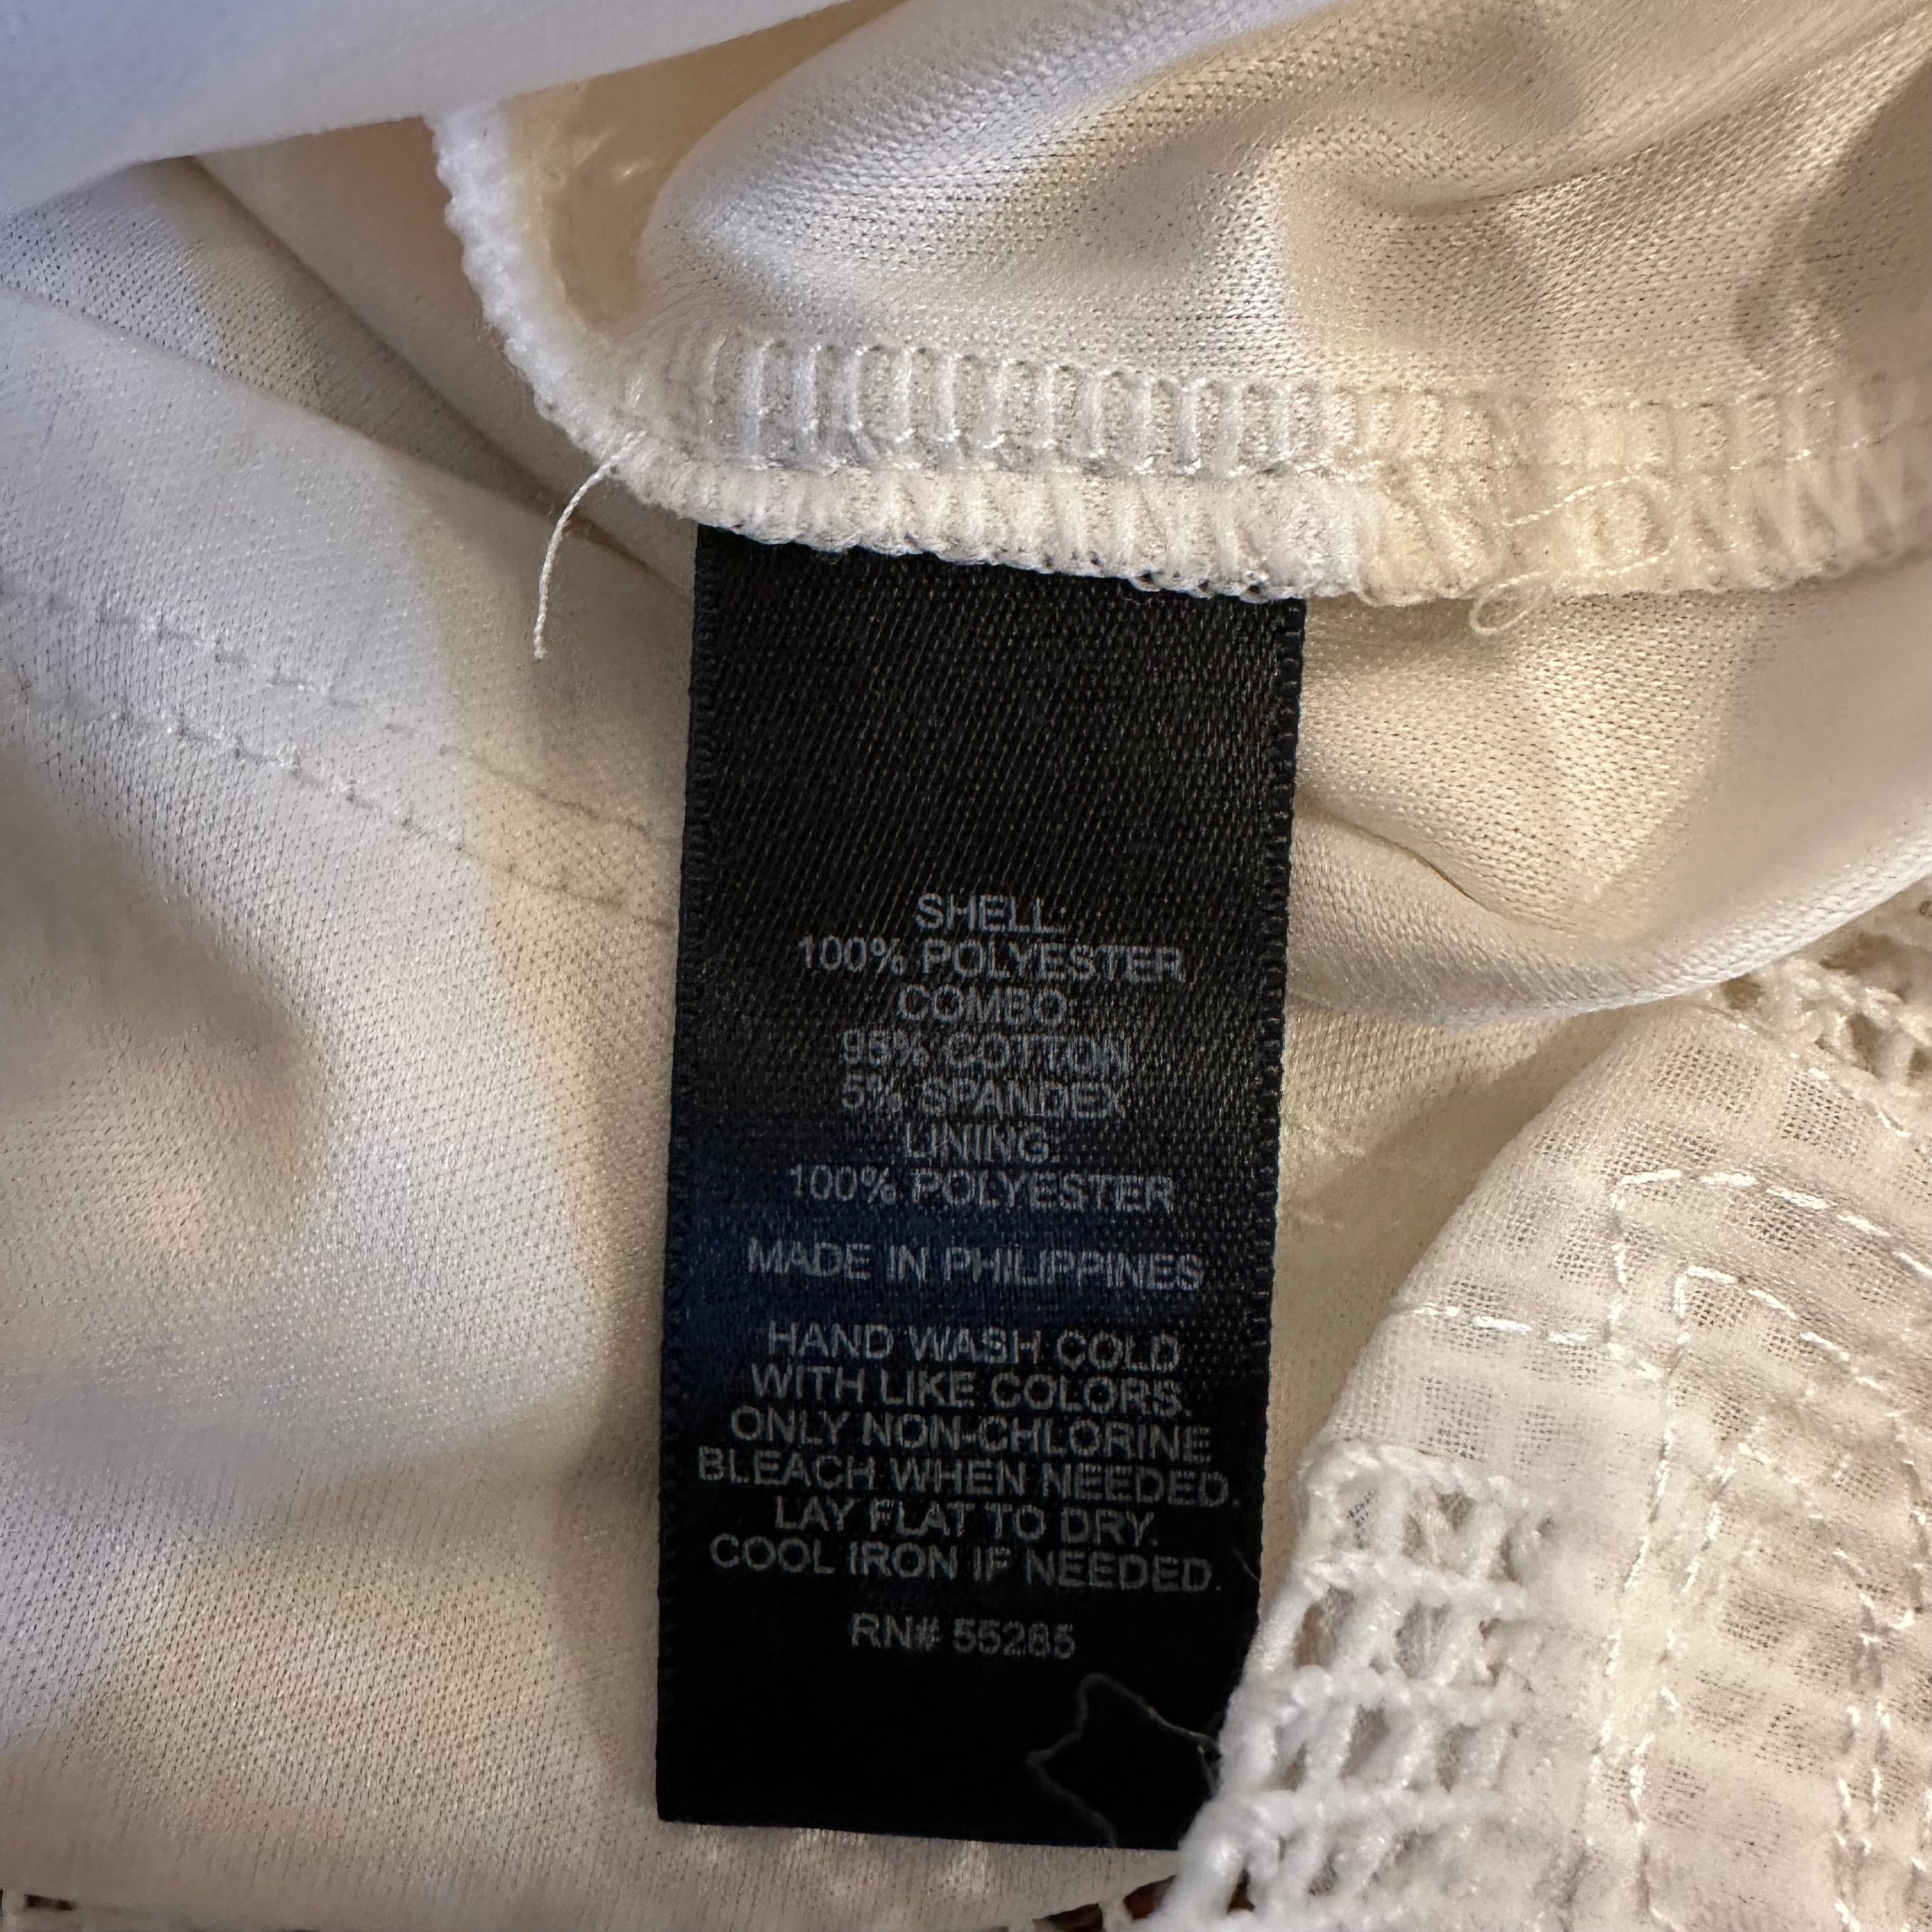 SHELL:
100% POLYESTER
COMBO:
95% COTTON
5% SPANDEX
LINING:
100% POLYESTER
MADE IN PHILIPPINES
HAND WASH COLD
WITH LIKE COLORS.
ONLY NON-CHLORINE
BLEACH WHEN NEEDED.
LAY FLAT TO DRY.
COOL IRON IF NEEDED.
RN# 55285